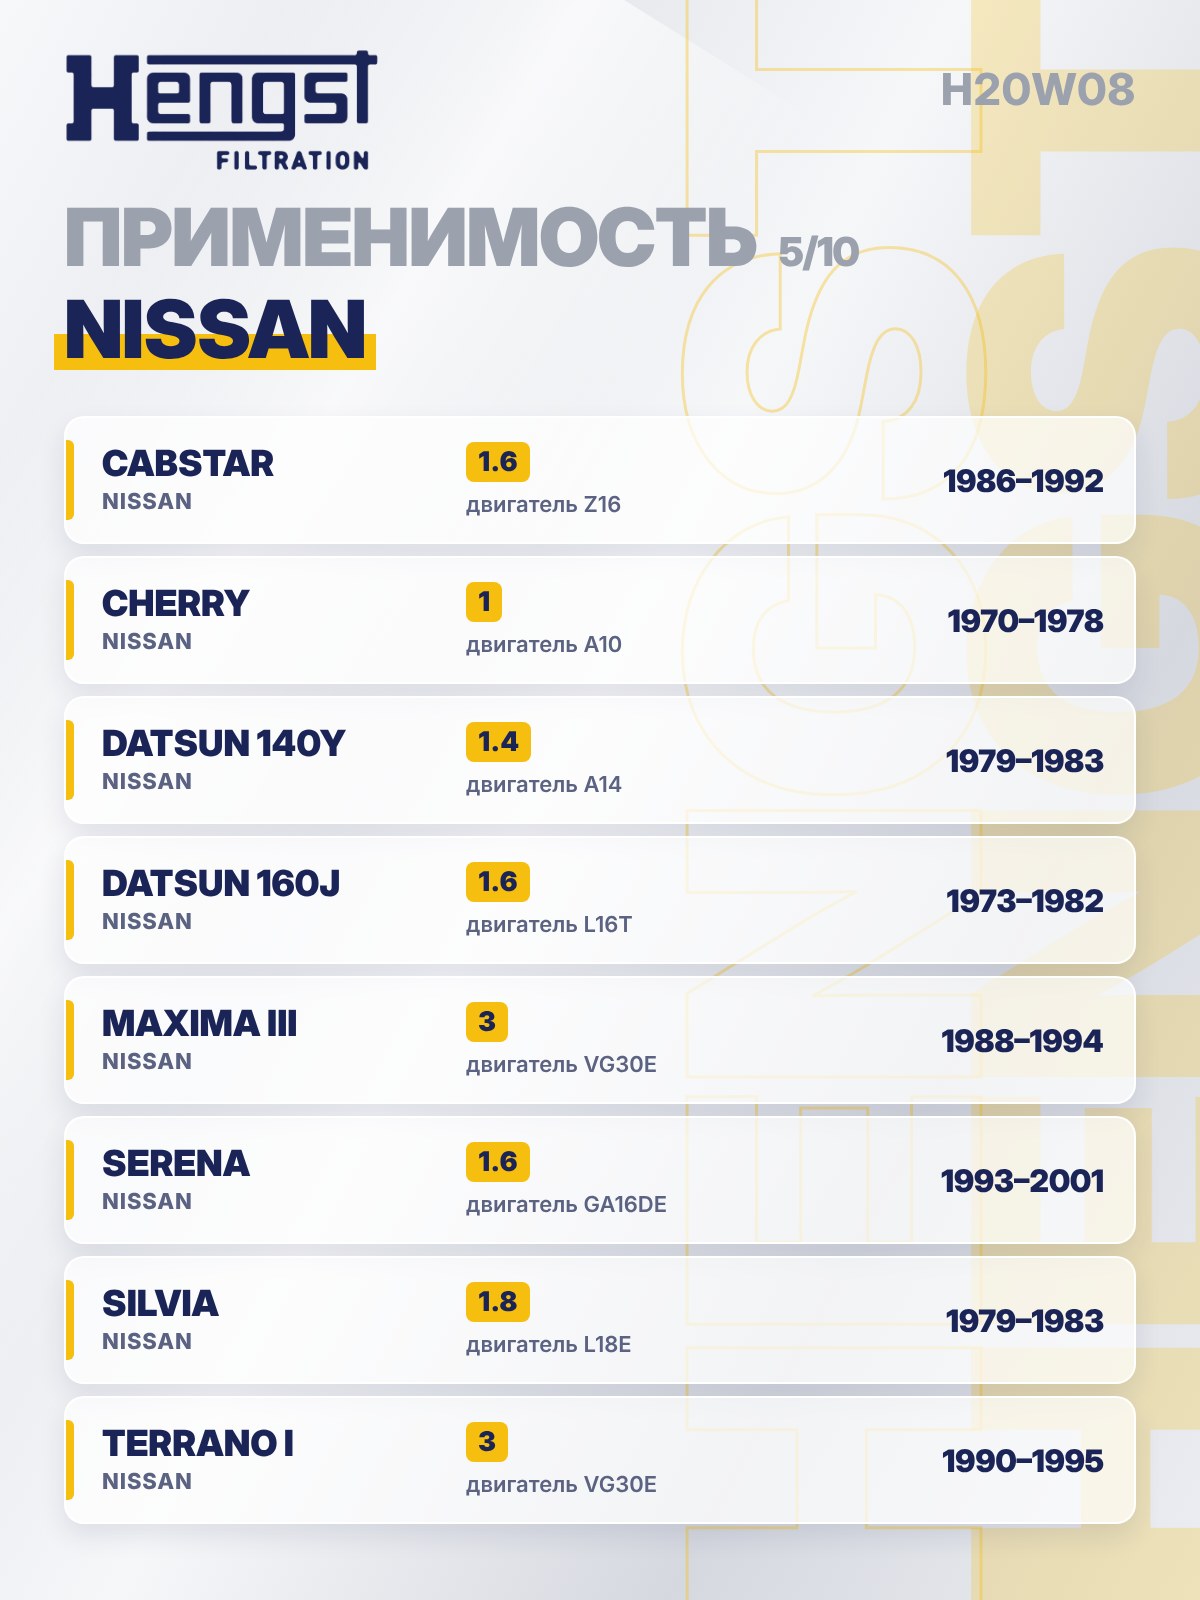 Hengst
FILTRATION
H20W08
ПРИМЕНИМОСТЬ 5/10
NISSAN
CABSTAR
NISSAN
1.6
двигатель Z16
1986–1992
CHERRY
NISSAN
1
двигатель A10
1970–1978
DATSUN 140Y
NISSAN
1.4
двигатель A14
1979–1983
DATSUN 160J
NISSAN
1.6
двигатель L16T
1973–1982
MAXIMA III
NISSAN
3
двигатель VG30E
1988–1994
SERENA
NISSAN
1.6
двигатель GA16DE
1993–2001
SILVIA
NISSAN
1.8
двигатель L18E
1979–1983
TERRANO I
NISSAN
3
двигатель VG30E
1990–1995
HENGST
HENGST